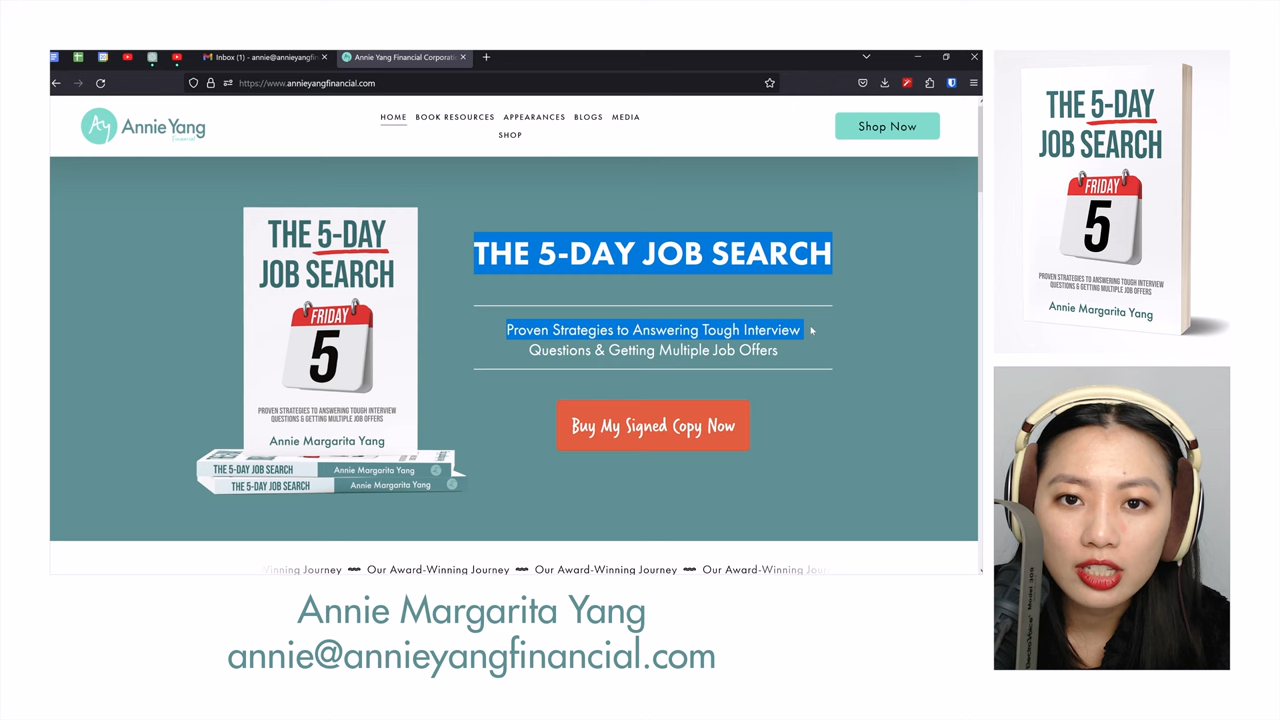 Inbox (1) - annie@annieyangfin
Annie Yang Financial Corporati
https://www.annieyangfinancial.com
Ay Annie Yang
Financial
HOME BOOK RESOURCES APPEARANCES BLOGS MEDIA
SHOP
Shop Now
THE 5-DAY
JOB SEARCH
FRIDAY
5
PROVEN STRATEGIES TO ANSWERING TOUGH INTERVIEW
QUESTIONS & GETTING MULTIPLE JOB OFFERS
Annie Margarita Yang
THE 5-DAY JOB SEARCH Annie Margarita Yang
THE 5-DAY JOB SEARCH Annie Margarita Yang
THE 5-DAY JOB SEARCH
Proven Strategies to Answering Tough Interview
Questions & Getting Multiple Job Offers
Buy My Signed Copy Now
Winning Journey Our Award-Winning Journey Our Award-Winning Journey Our Award-Winning Jour
THE 5-DAY
JOB SEARCH
FRIDAY
5
PROVEN STRATEGIES TO ANSWERING TOUGH INTERVIEW
QUESTIONS & GETTING MULTIPLE JOB OFFERS
Annie Margarita Yang
Annie Margarita Yang
annie@annieyangfinancial.com